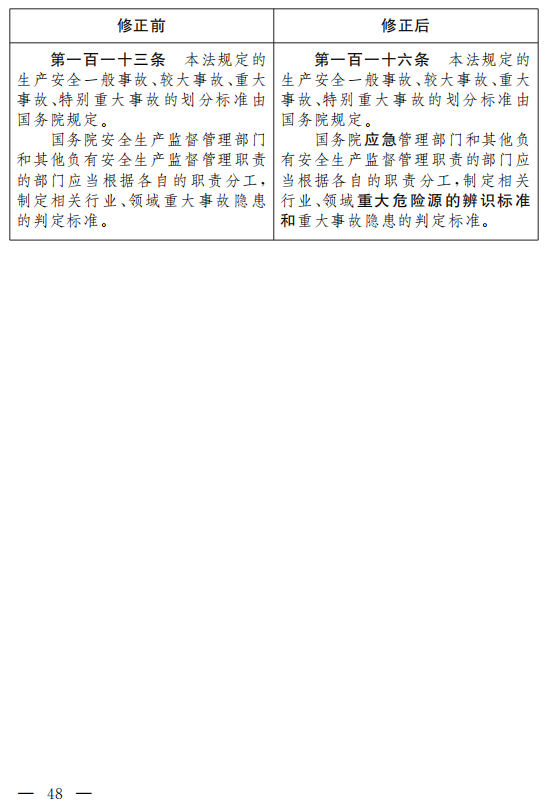 修正前
修正后
第一百一十三条　本法规定的
生产安全一般事故、较大事故、重大
事故、特别重大事故的划分标准由
国务院规定。
国务院安全生产监督管理部门
和其他负有安全生产监督管理职责
的部门应当根据各自的职责分工，
制定相关行业、领域重大事故隐患
的判定标准。
第一百一十六条　本法规定的
生产安全一般事故、较大事故、重大
事故、特别重大事故的划分标准由
国务院规定。
国务院应急管理部门和其他负
有安全生产监督管理职责的部门应
当根据各自的职责分工，制定相关
行业、领域重大危险源的辨识标准
和重大事故隐患的判定标准。
— 48 —